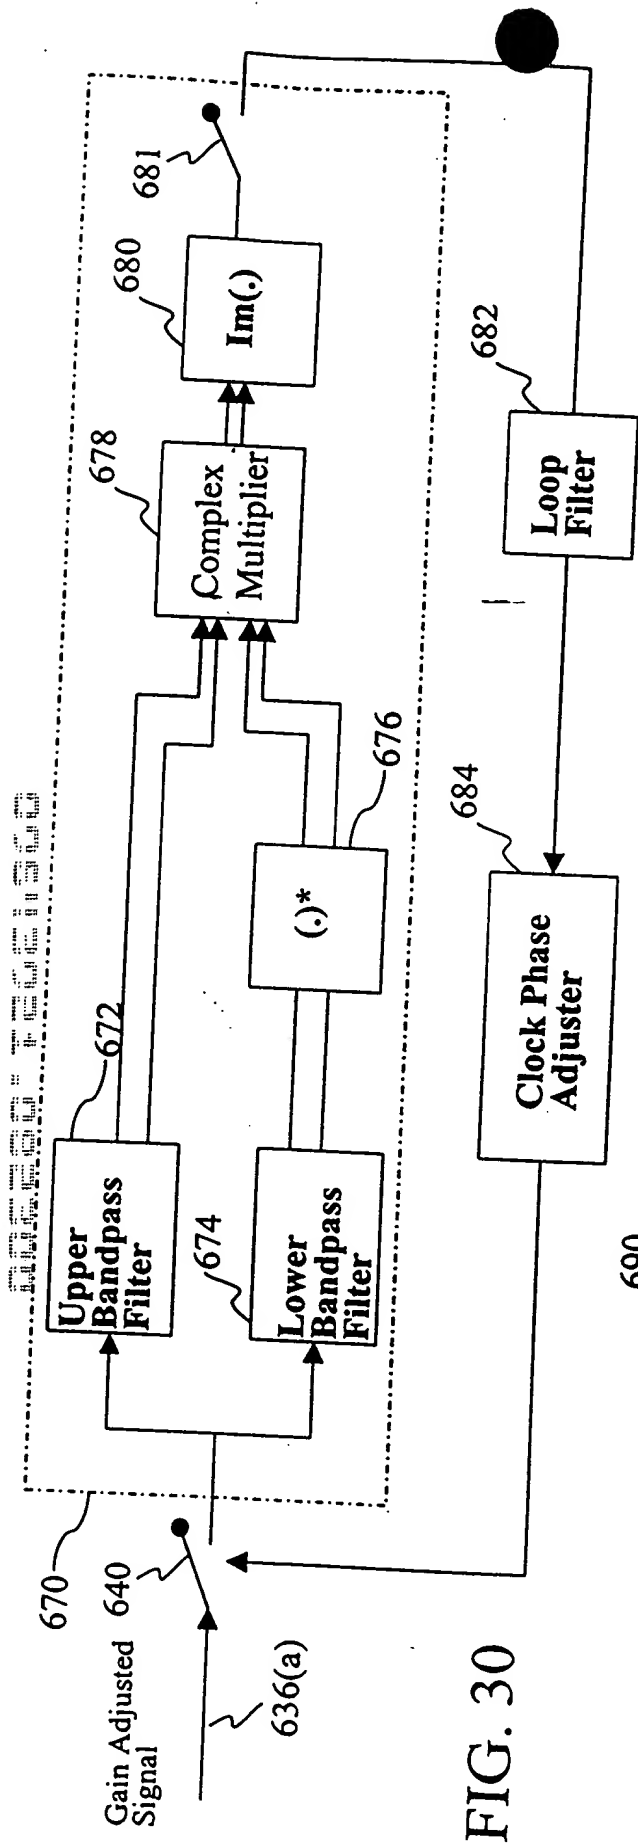 Gain Adjusted
Signal
636(a)
640
670
Upper
Bandpass
Filter
672
Lower
Bandpass
Filter
674
(.)*
676
Complex
Multiplier
678
Im(.)
680
681
Loop
Filter
682
Clock Phase
Adjuster
684
690
FIG. 30